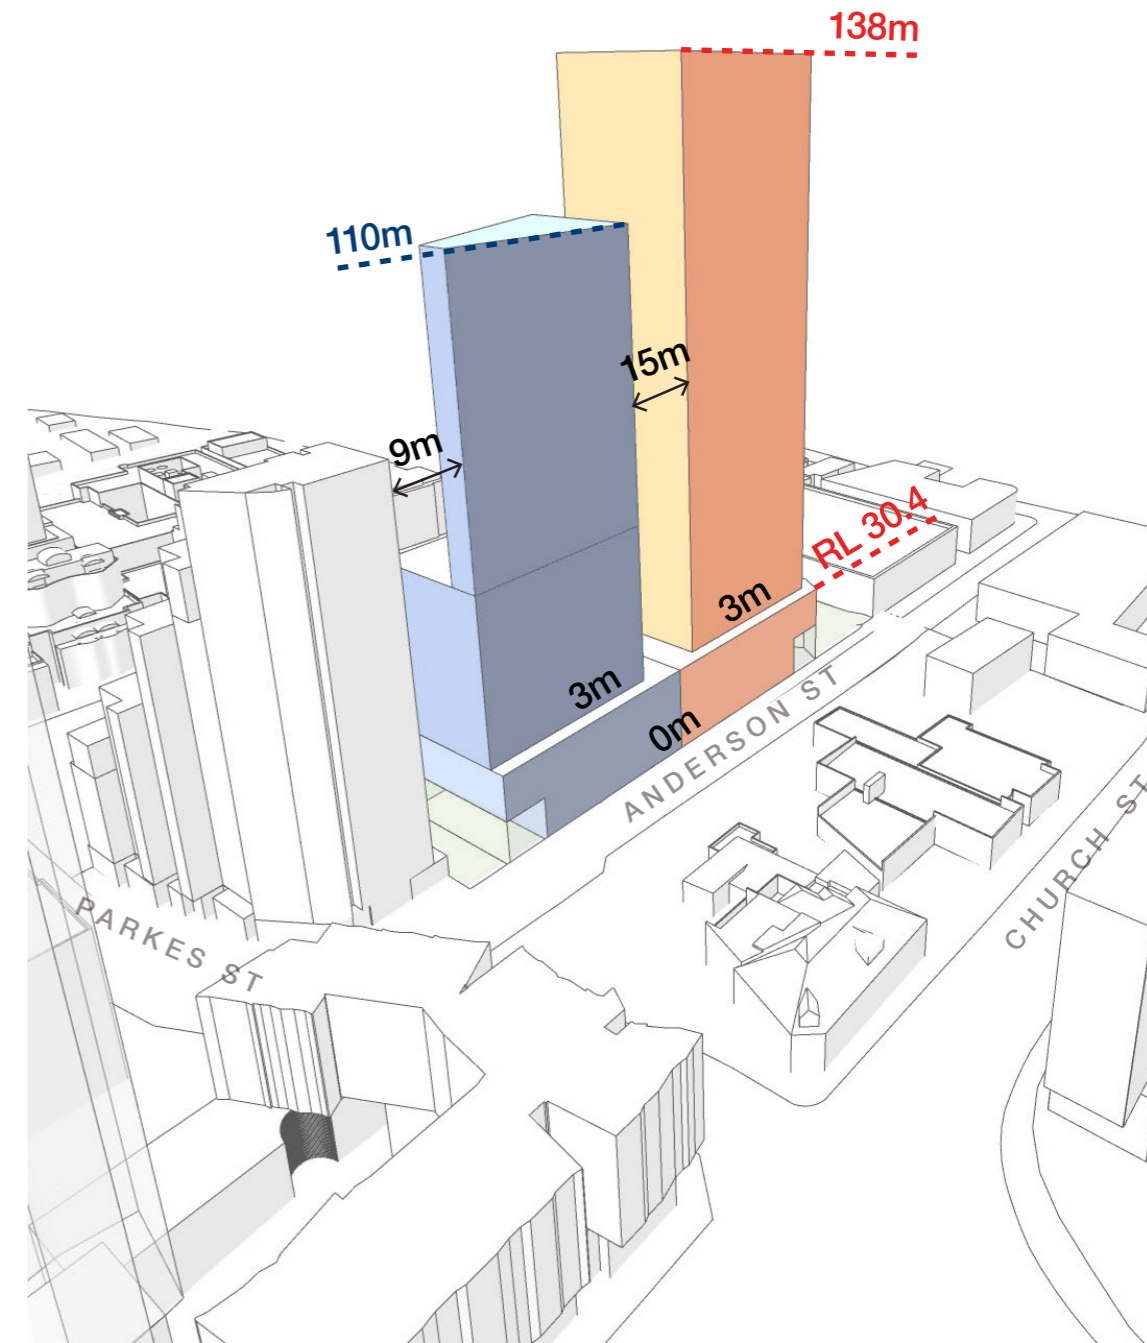 138m
110m
15m
9m
RL 30.4
3m
3m
0m
ANDERSON ST
CHURCH ST
PARKES ST